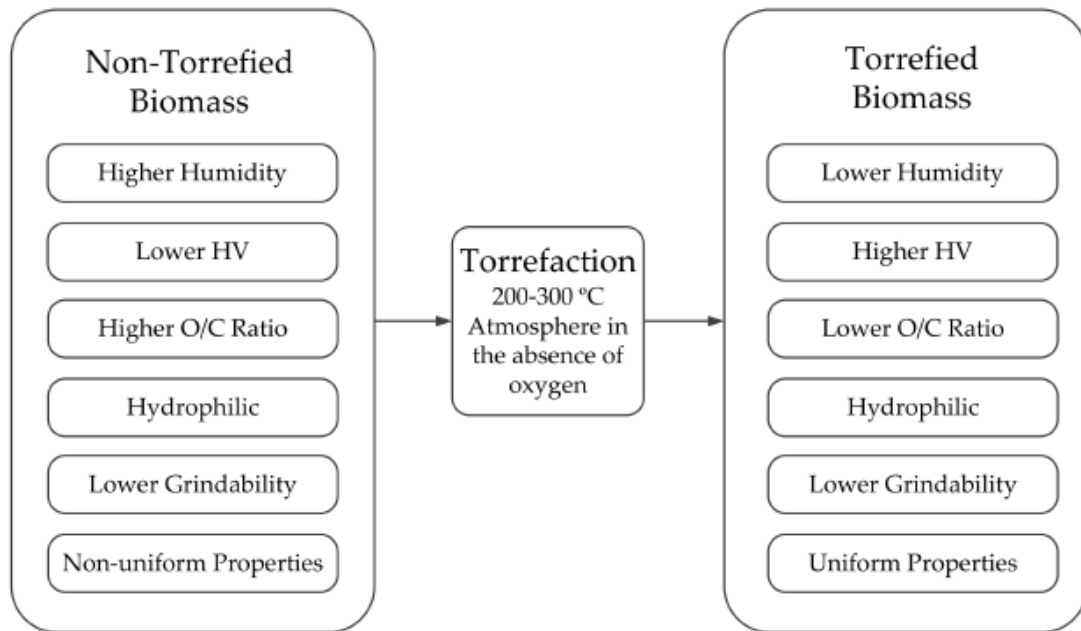 Non-Torrefied
Biomass
Higher Humidity
Lower HV
Higher O/C Ratio
Hydrophilic
Lower Grindability
Non-uniform Properties
Torrefaction
200-300 ºC
Atmosphere in
the absence of
oxygen
Torrefied
Biomass
Lower Humidity
Higher HV
Lower O/C Ratio
Hydrophilic
Lower Grindability
Uniform Properties